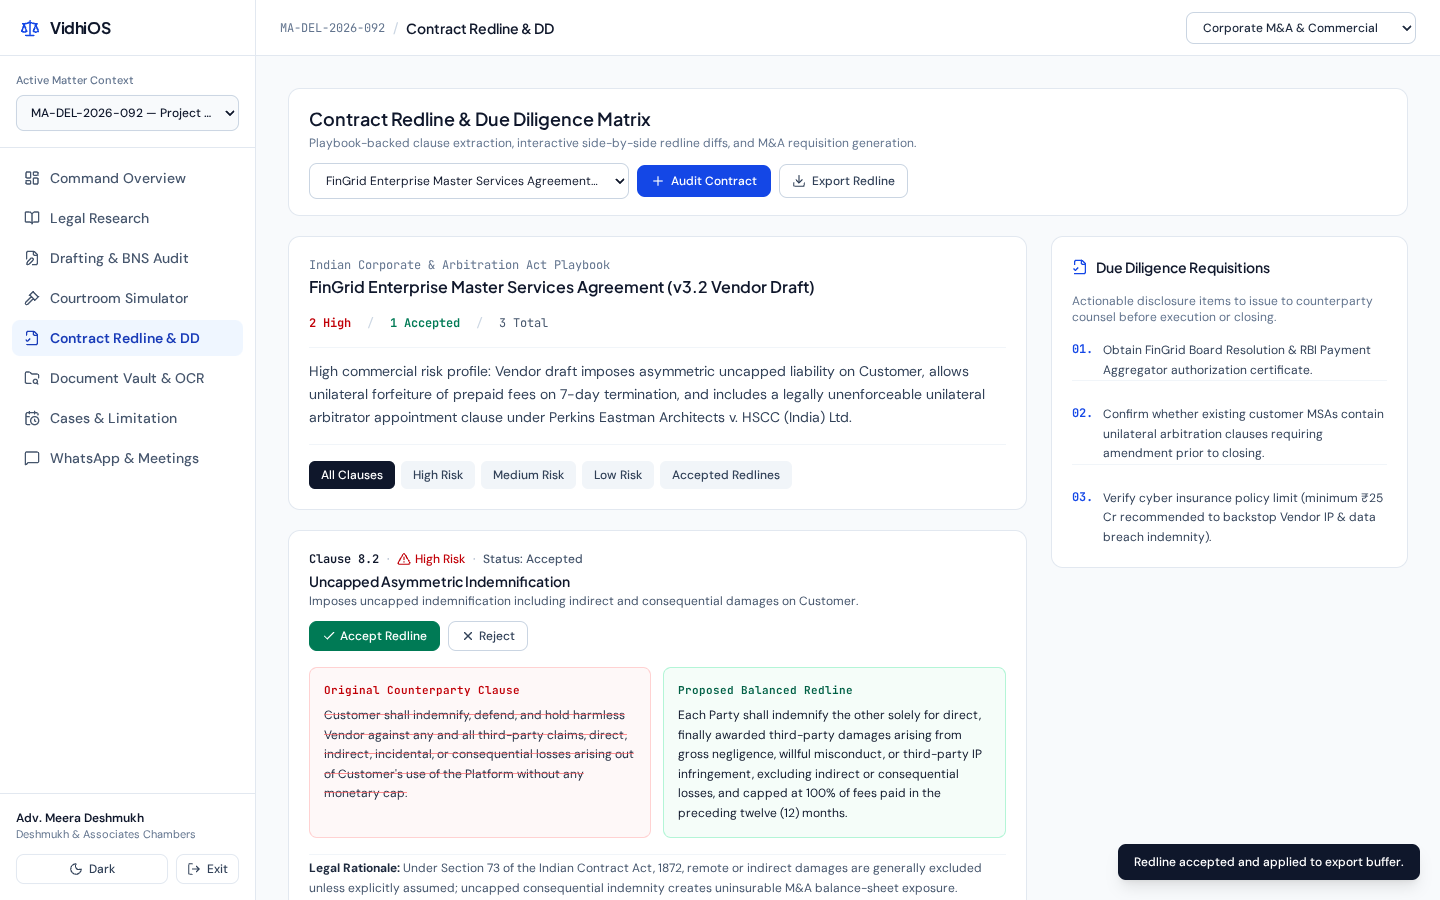 VidhiOS
Active Matter Context
MA-DEL-2026-092 — Project ...
Command Overview
Legal Research
Drafting & BNS Audit
Courtroom Simulator
Contract Redline & DD
Document Vault & OCR
Cases & Limitation
WhatsApp & Meetings
Adv. Meera Deshmukh
Deshmukh & Associates Chambers
Dark
Exit
MA-DEL-2026-092 / Contract Redline & DD
Corporate M&A & Commercial
Contract Redline & Due Diligence Matrix
Playbook-backed clause extraction, interactive side-by-side redline diffs, and M&A requisition generation.
FinGrid Enterprise Master Services Agreement...
Audit Contract
Export Redline
Indian Corporate & Arbitration Act Playbook
FinGrid Enterprise Master Services Agreement (v3.2 Vendor Draft)
2 High / 1 Accepted / 3 Total
High commercial risk profile: Vendor draft imposes asymmetric uncapped liability on Customer, allows
unilateral forfeiture of prepaid fees on 7-day termination, and includes a legally unenforceable unilateral
arbitrator appointment clause under Perkins Eastman Architects v. HSCC (India) Ltd.
All Clauses
High Risk
Medium Risk
Low Risk
Accepted Redlines
Clause 8.2 · High Risk · Status: Accepted
Uncapped Asymmetric Indemnification
Imposes uncapped indemnification including indirect and consequential damages on Customer.
Accept Redline
Reject
Original Counterparty Clause
Customer shall indemnify, defend, and hold harmless
Vendor against any and all third-party claims, direct,
indirect, incidental, or consequential losses arising out
of Customer's use of the Platform without any
monetary cap.
Proposed Balanced Redline
Each Party shall indemnify the other solely for direct,
finally awarded third-party damages arising from
gross negligence, willful misconduct, or third-party IP
infringement, excluding indirect or consequential
losses, and capped at 100% of fees paid in the
preceding twelve (12) months.
Legal Rationale: Under Section 73 of the Indian Contract Act, 1872, remote or indirect damages are generally excluded
unless explicitly assumed; uncapped consequential indemnity creates uninsurable M&A balance-sheet exposure.
Due Diligence Requisitions
Actionable disclosure items to issue to counterparty
counsel before execution or closing.
01. Obtain FinGrid Board Resolution & RBI Payment
Aggregator authorization certificate.
02. Confirm whether existing customer MSAs contain
unilateral arbitration clauses requiring
amendment prior to closing.
03. Verify cyber insurance policy limit (minimum ₹25
Cr recommended to backstop Vendor IP & data
breach indemnity).
Redline accepted and applied to export buffer.